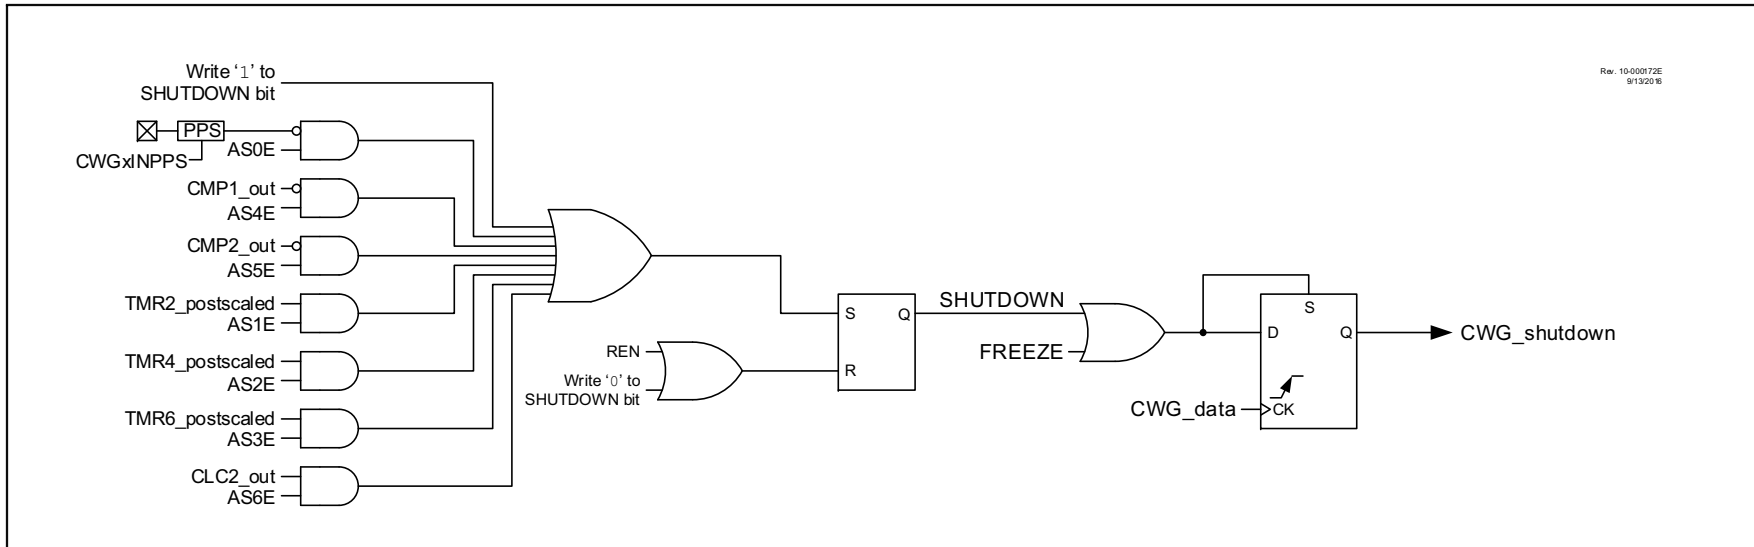 Rev. 10-000172E
9/13/2016
Write ‘1’ to
SHUTDOWN bit
PPS
AS0E
CWGxINPPS
CMP1_out
AS4E
CMP2_out
AS5E
TMR2_postscaled
AS1E
TMR4_postscaled
AS2E
TMR6_postscaled
AS3E
CLC2_out
AS6E
REN
Write ‘0’ to
SHUTDOWN bit
S
Q
R
SHUTDOWN
FREEZE
S
D
Q
CWG_data
CK
CWG_shutdown